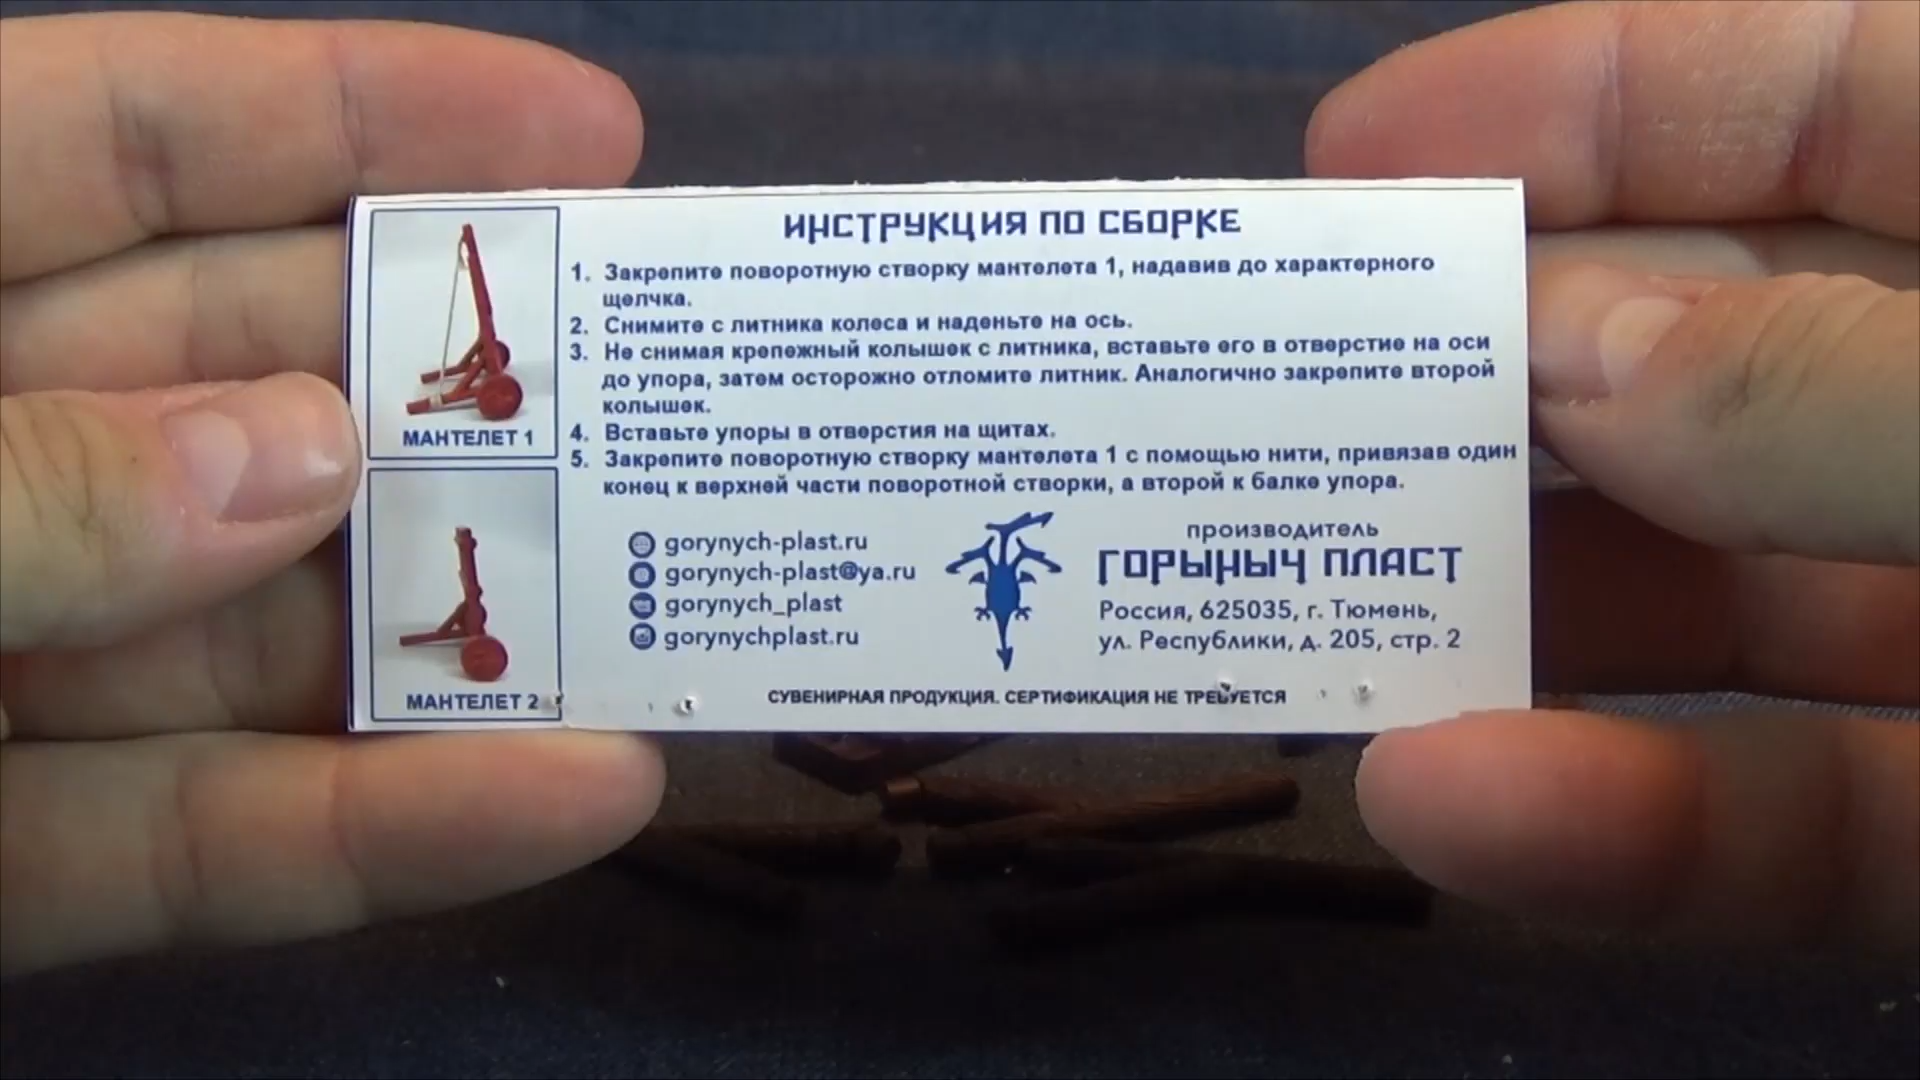 ИНСТРУКЦИЯ ПО СБОРКЕ
1. Закрепите поворотную створку мантелета 1, надавив до характерного
щелчка.
2. Снимите с литника колеса и наденьте на ось.
3. Не снимая крепежный колышек с литника, вставьте его в отверстие на оси
до упора, затем осторожно отломите литник. Аналогично закрепите второй
колышек.
4. Вставьте упоры в отверстия на щитах.
5. Закрепите поворотную створку мантелета 1 с помощью нити, привязав один
конец к верхней части поворотной створки, а второй к балке упора.
МАНТЕЛЕТ 1
МАНТЕЛЕТ 2
gorynych-plast.ru
gorynych-plast@ya.ru
gorynych_plast
gorynychplast.ru
производитель
ГОРЫНЫЧ ПЛАСТ
Россия, 625035, г. Тюмень,
ул. Республики, д. 205, стр. 2
СУВЕНИРНАЯ ПРОДУКЦИЯ. СЕРТИФИКАЦИЯ НЕ ТРЕБУЕТСЯ